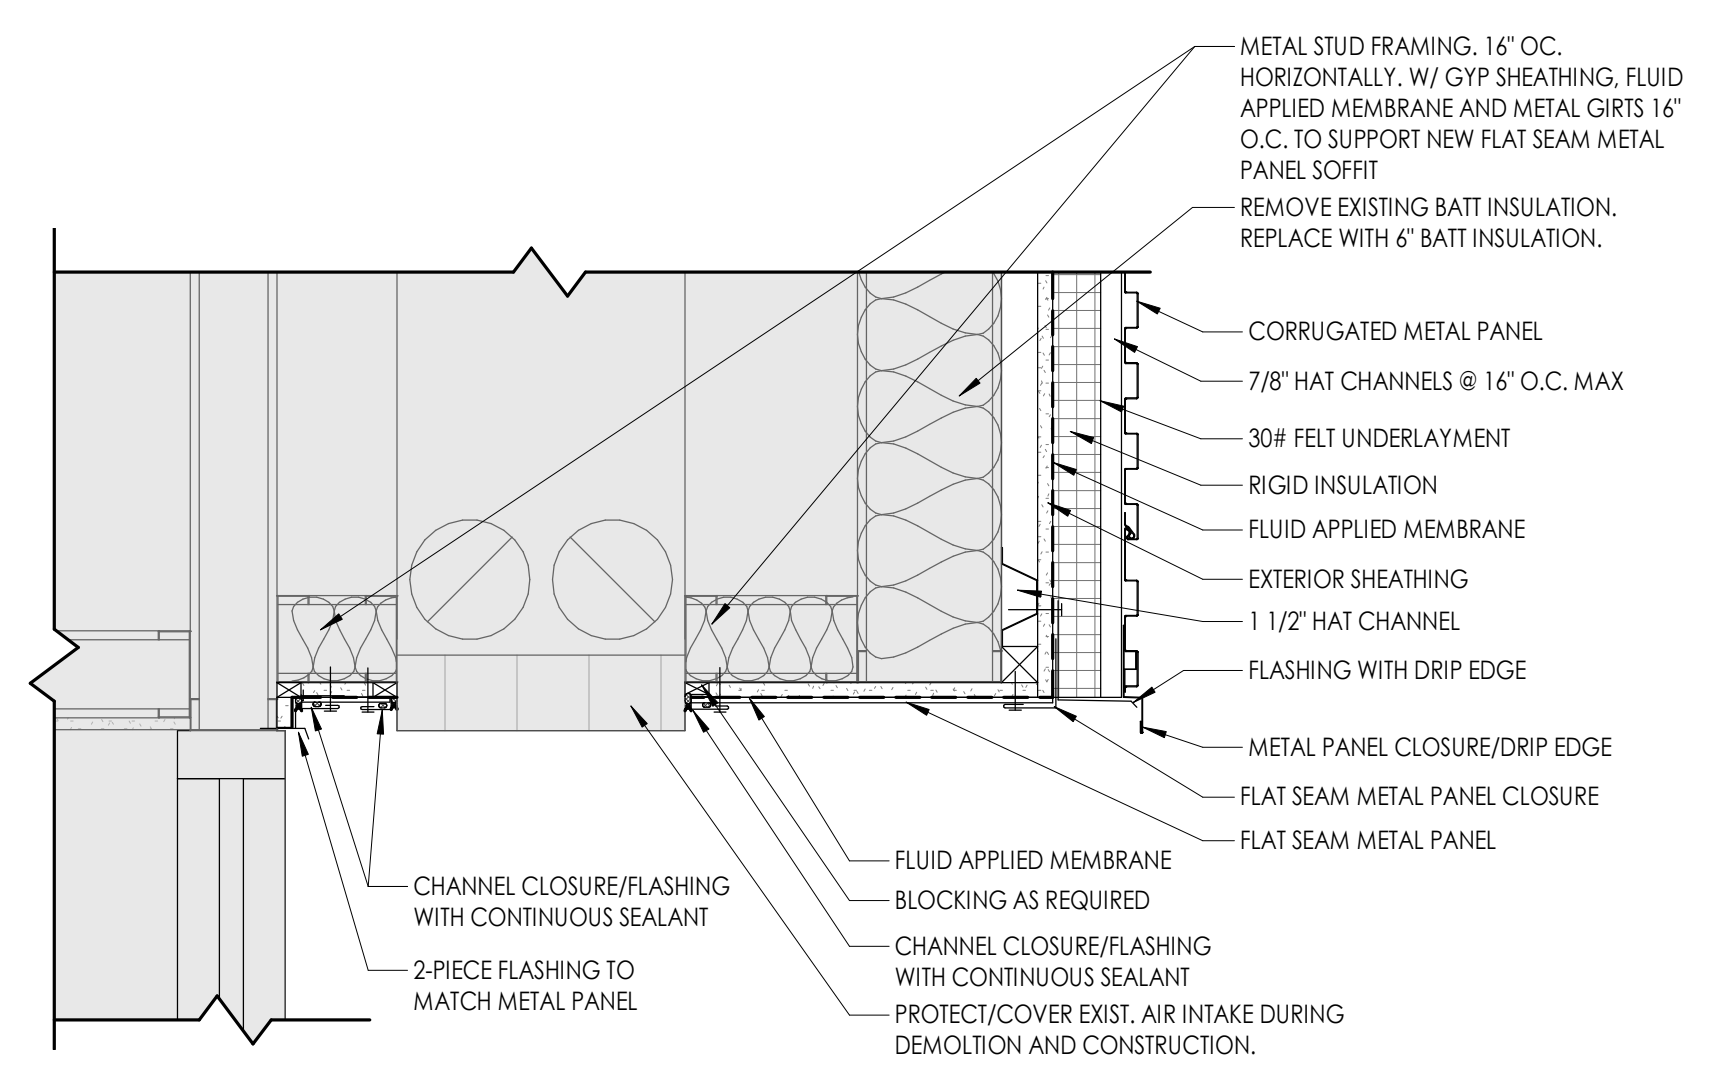 METAL STUD FRAMING. 16" OC.
HORIZONTALLY. W/ GYP SHEATHING, FLUID
APPLIED MEMBRANE AND METAL GIRTS 16"
O.C. TO SUPPORT NEW FLAT SEAM METAL
PANEL SOFFIT
REMOVE EXISTING BATT INSULATION.
REPLACE WITH 6" BATT INSULATION.
CORRUGATED METAL PANEL
7/8" HAT CHANNELS @ 16" O.C. MAX
30# FELT UNDERLAYMENT
RIGID INSULATION
FLUID APPLIED MEMBRANE
EXTERIOR SHEATHING
1 1/2" HAT CHANNEL
FLASHING WITH DRIP EDGE
METAL PANEL CLOSURE/DRIP EDGE
FLAT SEAM METAL PANEL CLOSURE
FLAT SEAM METAL PANEL
FLUID APPLIED MEMBRANE
BLOCKING AS REQUIRED
CHANNEL CLOSURE/FLASHING
WITH CONTINUOUS SEALANT
PROTECT/COVER EXIST. AIR INTAKE DURING
DEMOLTION AND CONSTRUCTION.
CHANNEL CLOSURE/FLASHING
WITH CONTINUOUS SEALANT
2-PIECE FLASHING TO
MATCH METAL PANEL